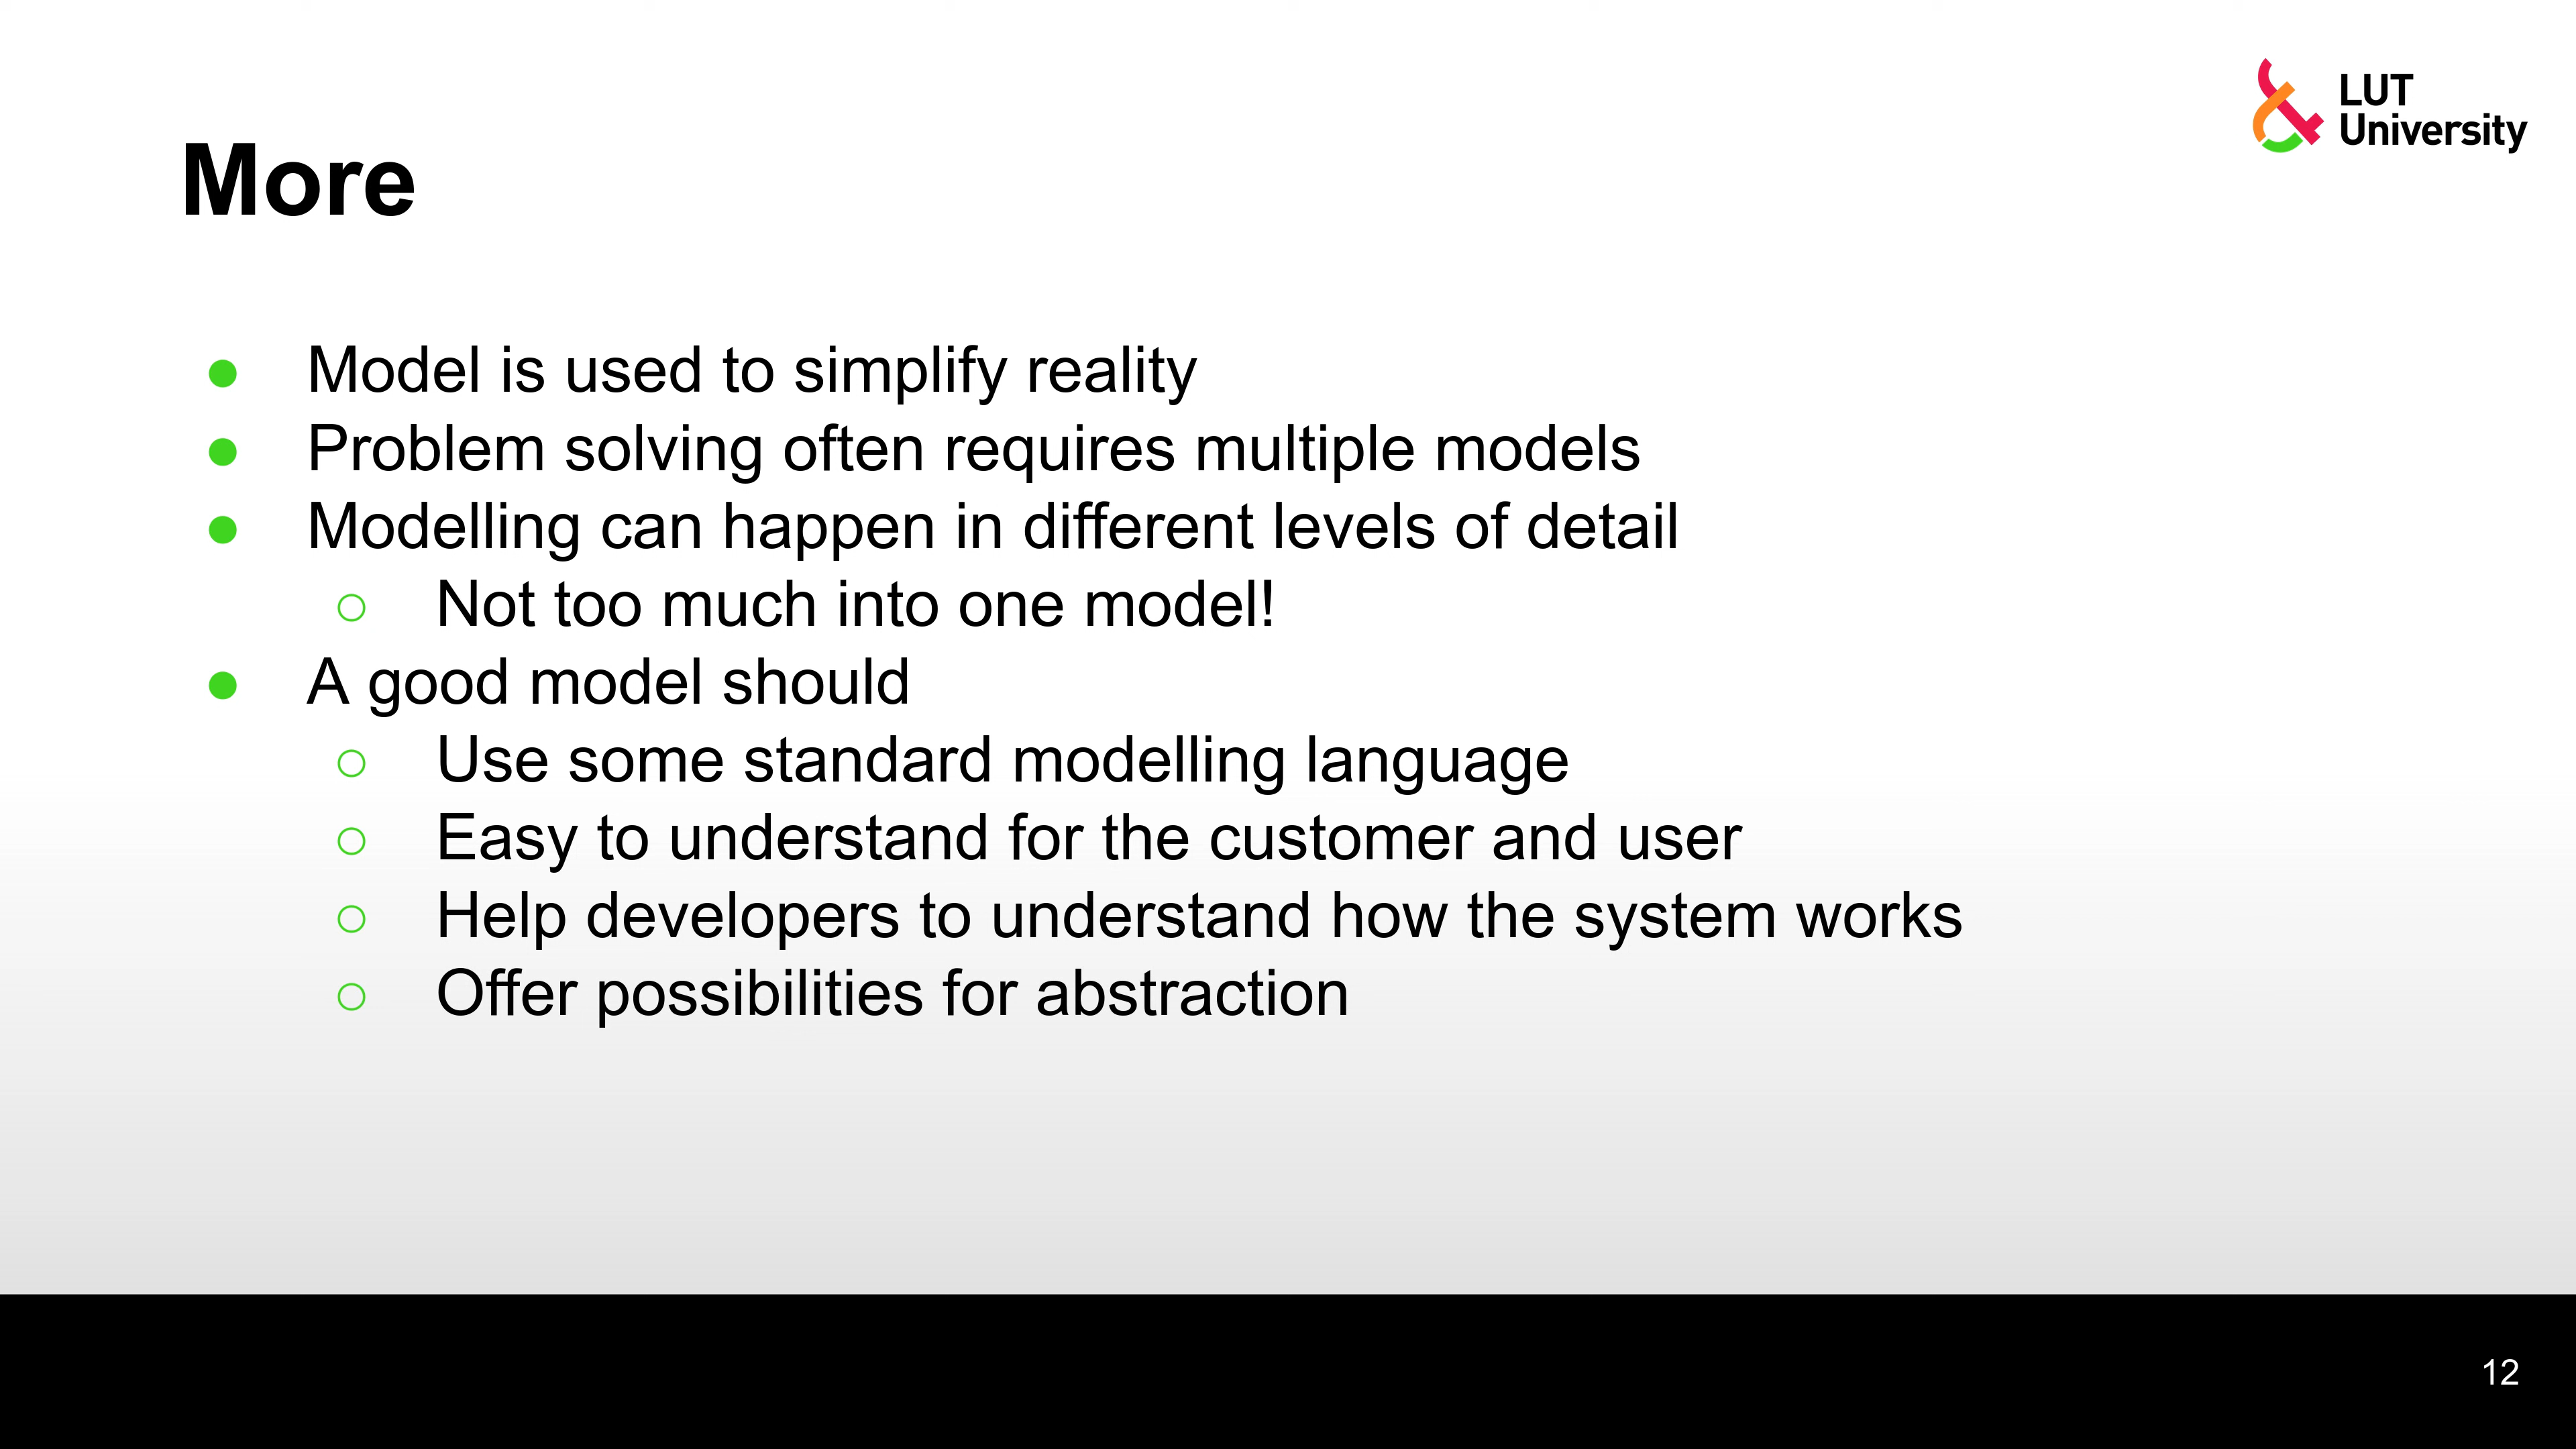 LUT
University
More
● Model is used to simplify reality
● Problem solving often requires multiple models
● Modelling can happen in different levels of detail
○ Not too much into one model!
● A good model should
○ Use some standard modelling language
○ Easy to understand for the customer and user
○ Help developers to understand how the system works
○ Offer possibilities for abstraction
12